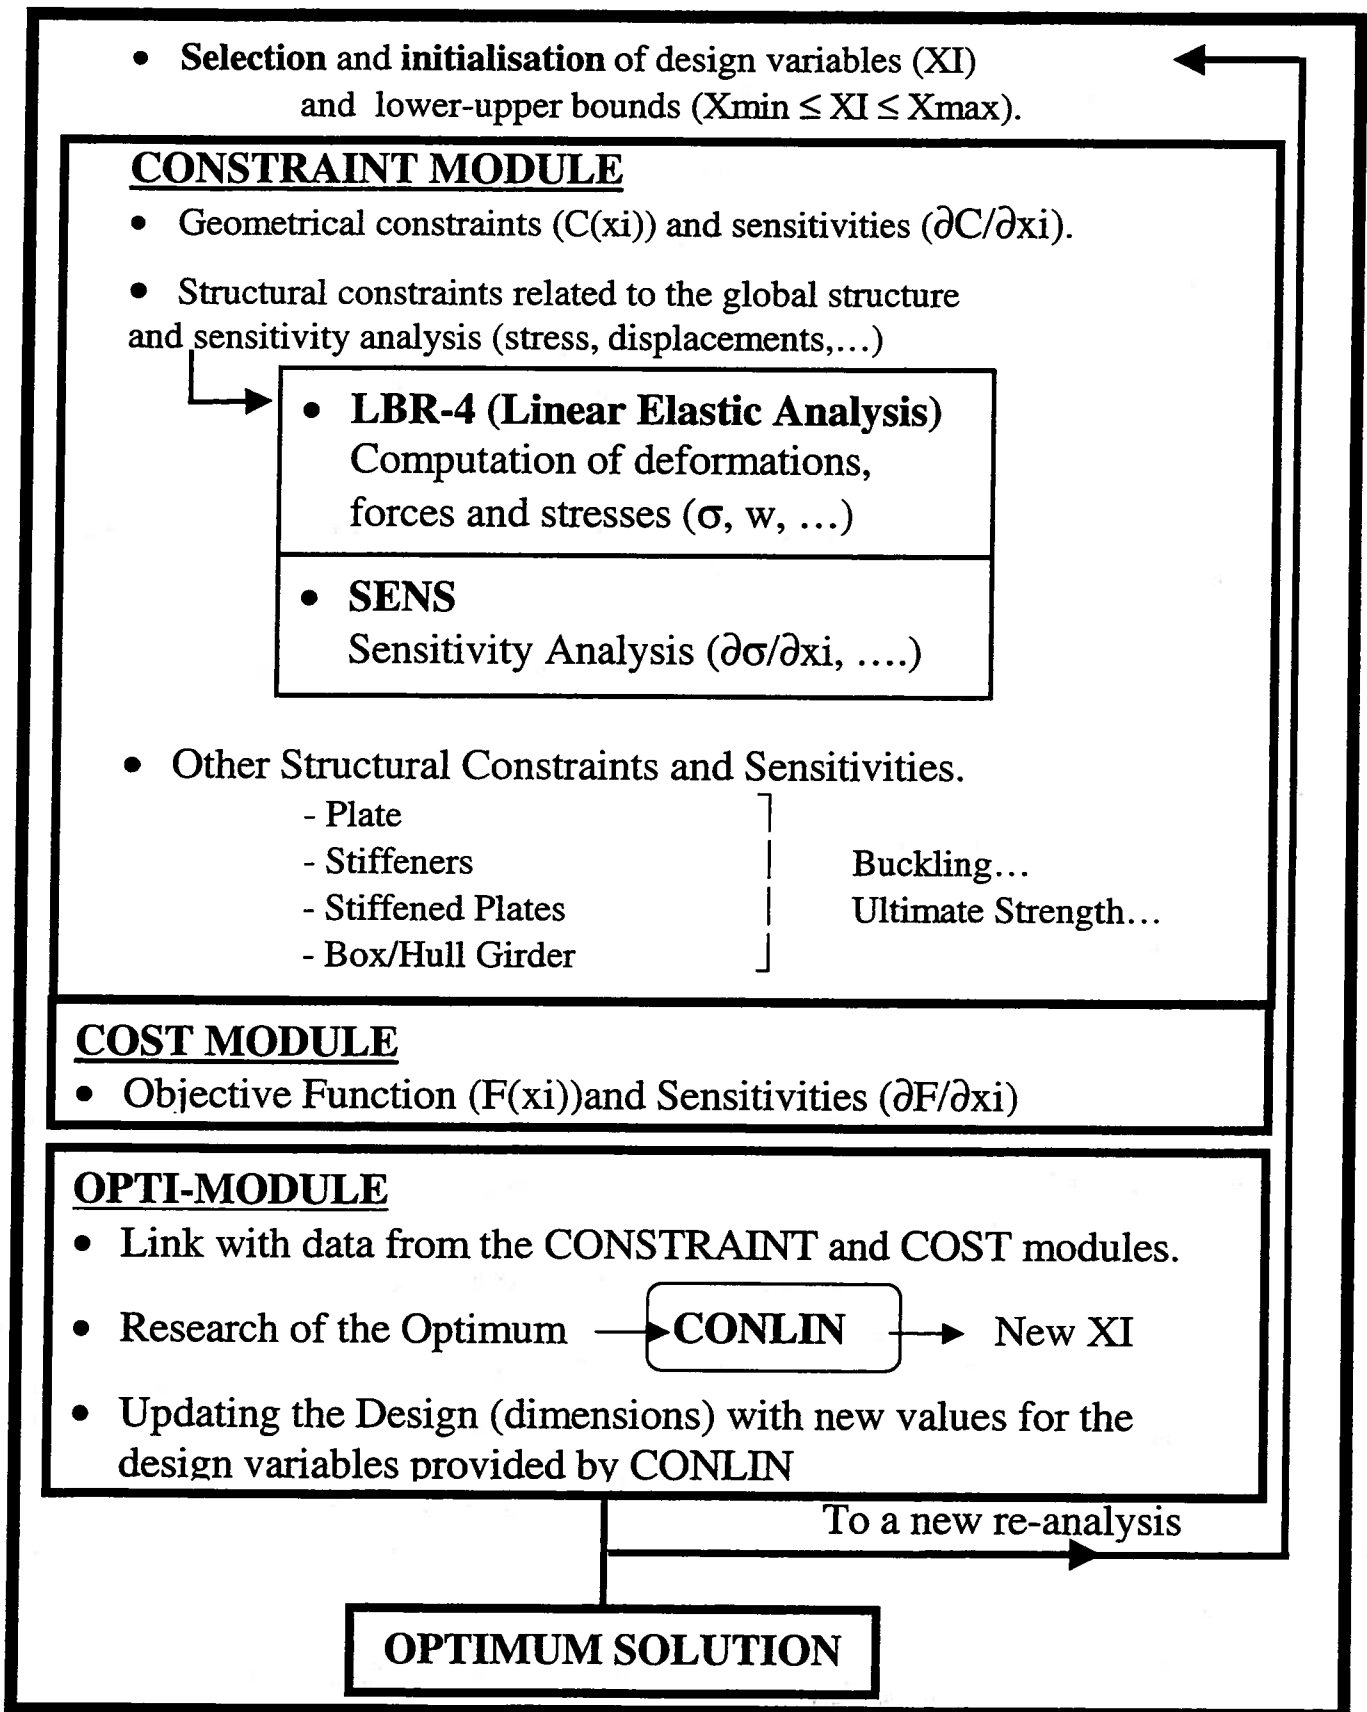 • Selection and initialisation of design variables (XI)
and lower-upper bounds (Xmin ≤ XI ≤ Xmax).
CONSTRAINT MODULE
• Geometrical constraints (C(xi)) and sensitivities (∂C/∂xi).
• Structural constraints related to the global structure
and sensitivity analysis (stress, displacements,…)
• LBR-4 (Linear Elastic Analysis)
Computation of deformations,
forces and stresses (σ, w, …)
• SENS
Sensitivity Analysis (∂σ/∂xi, ….)
• Other Structural Constraints and Sensitivities.
- Plate
- Stiffeners Buckling…
- Stiffened Plates Ultimate Strength…
- Box/Hull Girder
COST MODULE
• Objective Function (F(xi))and Sensitivities (∂F/∂xi)
OPTI-MODULE
• Link with data from the CONSTRAINT and COST modules.
• Research of the Optimum CONLIN New XI
• Updating the Design (dimensions) with new values for the
design variables provided by CONLIN
To a new re-analysis
OPTIMUM SOLUTION